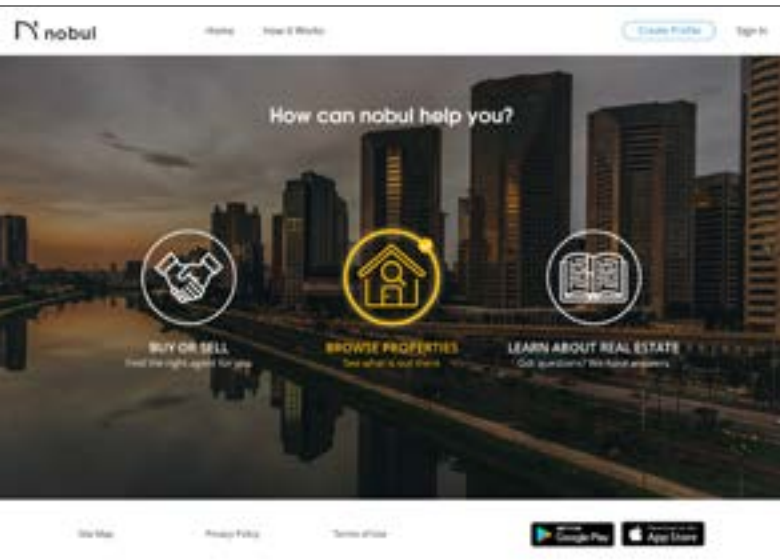 nobul
Home How it Works Create Profile Sign In
How can nobul help you?
BUY OR SELL
Find the right agent for you
BROWSE PROPERTIES
See what is out there
LEARN ABOUT REAL ESTATE
Got questions? We have answers.
Site Map Privacy Policy Terms of Use
Google Play
App Store